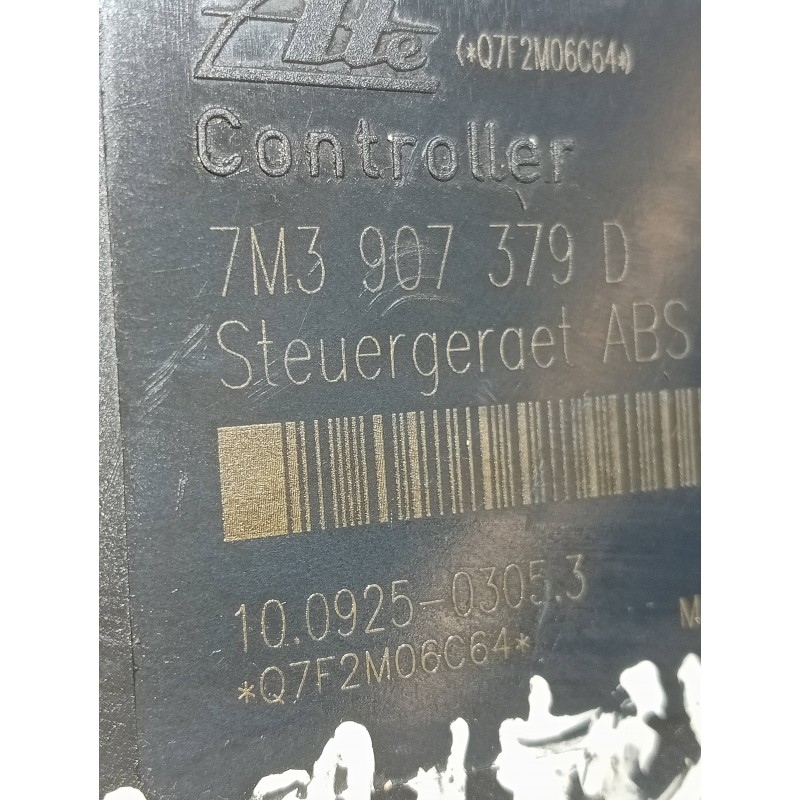 Ate (*Q7F2M06C64*)
Controller
7M3 907 379 D
Steuergeraet ABS
10.0925-0305.3
*Q7F2M06C64*